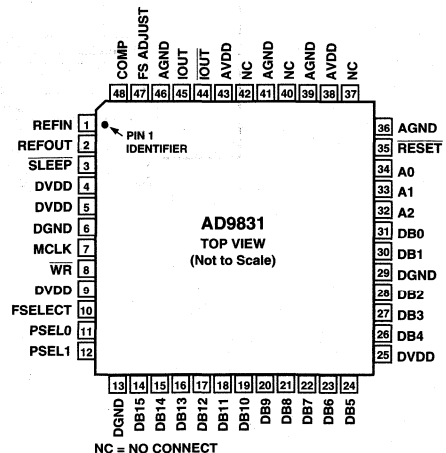 COMP
FS ADJUST
AGND
IOUT
I̅O̅U̅T̅
AVDD
NC
AGND
NC
AGND
AVDD
NC
48 47 46 45 44 43 42 41 40 39 38 37
REFIN 1
REFOUT 2
S̅L̅E̅E̅P̅ 3
DVDD 4
DVDD 5
DGND 6
MCLK 7
W̅R̅ 8
DVDD 9
FSELECT 10
PSEL0 11
PSEL1 12
PIN 1
IDENTIFIER
AD9831
TOP VIEW
(Not to Scale)
36 AGND
35 R̅E̅S̅E̅T̅
34 A0
33 A1
32 A2
31 DB0
30 DB1
29 DGND
28 DB2
27 DB3
26 DB4
25 DVDD
13 14 15 16 17 18 19 20 21 22 23 24
DGND
DB15
DB14
DB13
DB12
DB11
DB10
DB9
DB8
DB7
DB6
DB5
NC = NO CONNECT